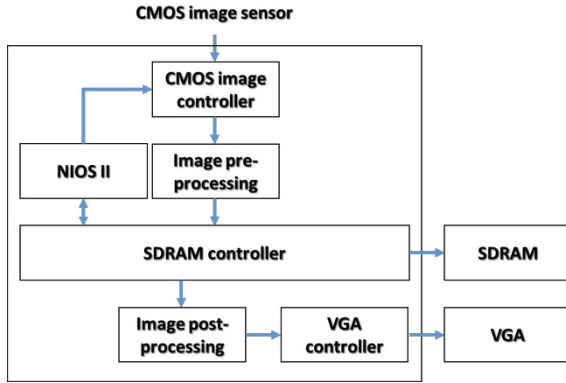 CMOS image sensor
CMOS image
controller
NIOS II
Image pre-
processing
SDRAM controller
SDRAM
Image post-
processing
VGA
controller
VGA